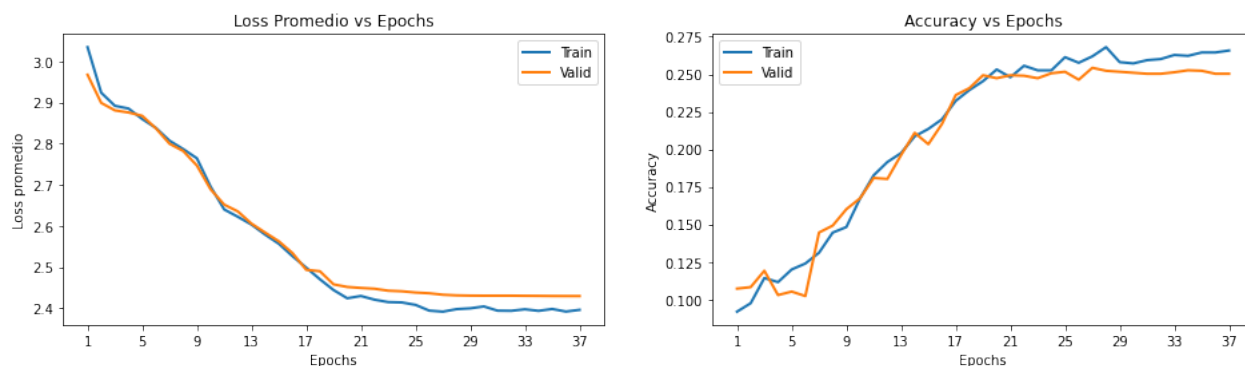 Loss Promedio vs Epochs
Loss promedio
3.0
2.9
2.8
2.7
2.6
2.5
2.4
Train
Valid
1 5 9 13 17 21 25 29 33 37
Epochs
Accuracy vs Epochs
Accuracy
0.275
0.250
0.225
0.200
0.175
0.150
0.125
0.100
Train
Valid
1 5 9 13 17 21 25 29 33 37
Epochs